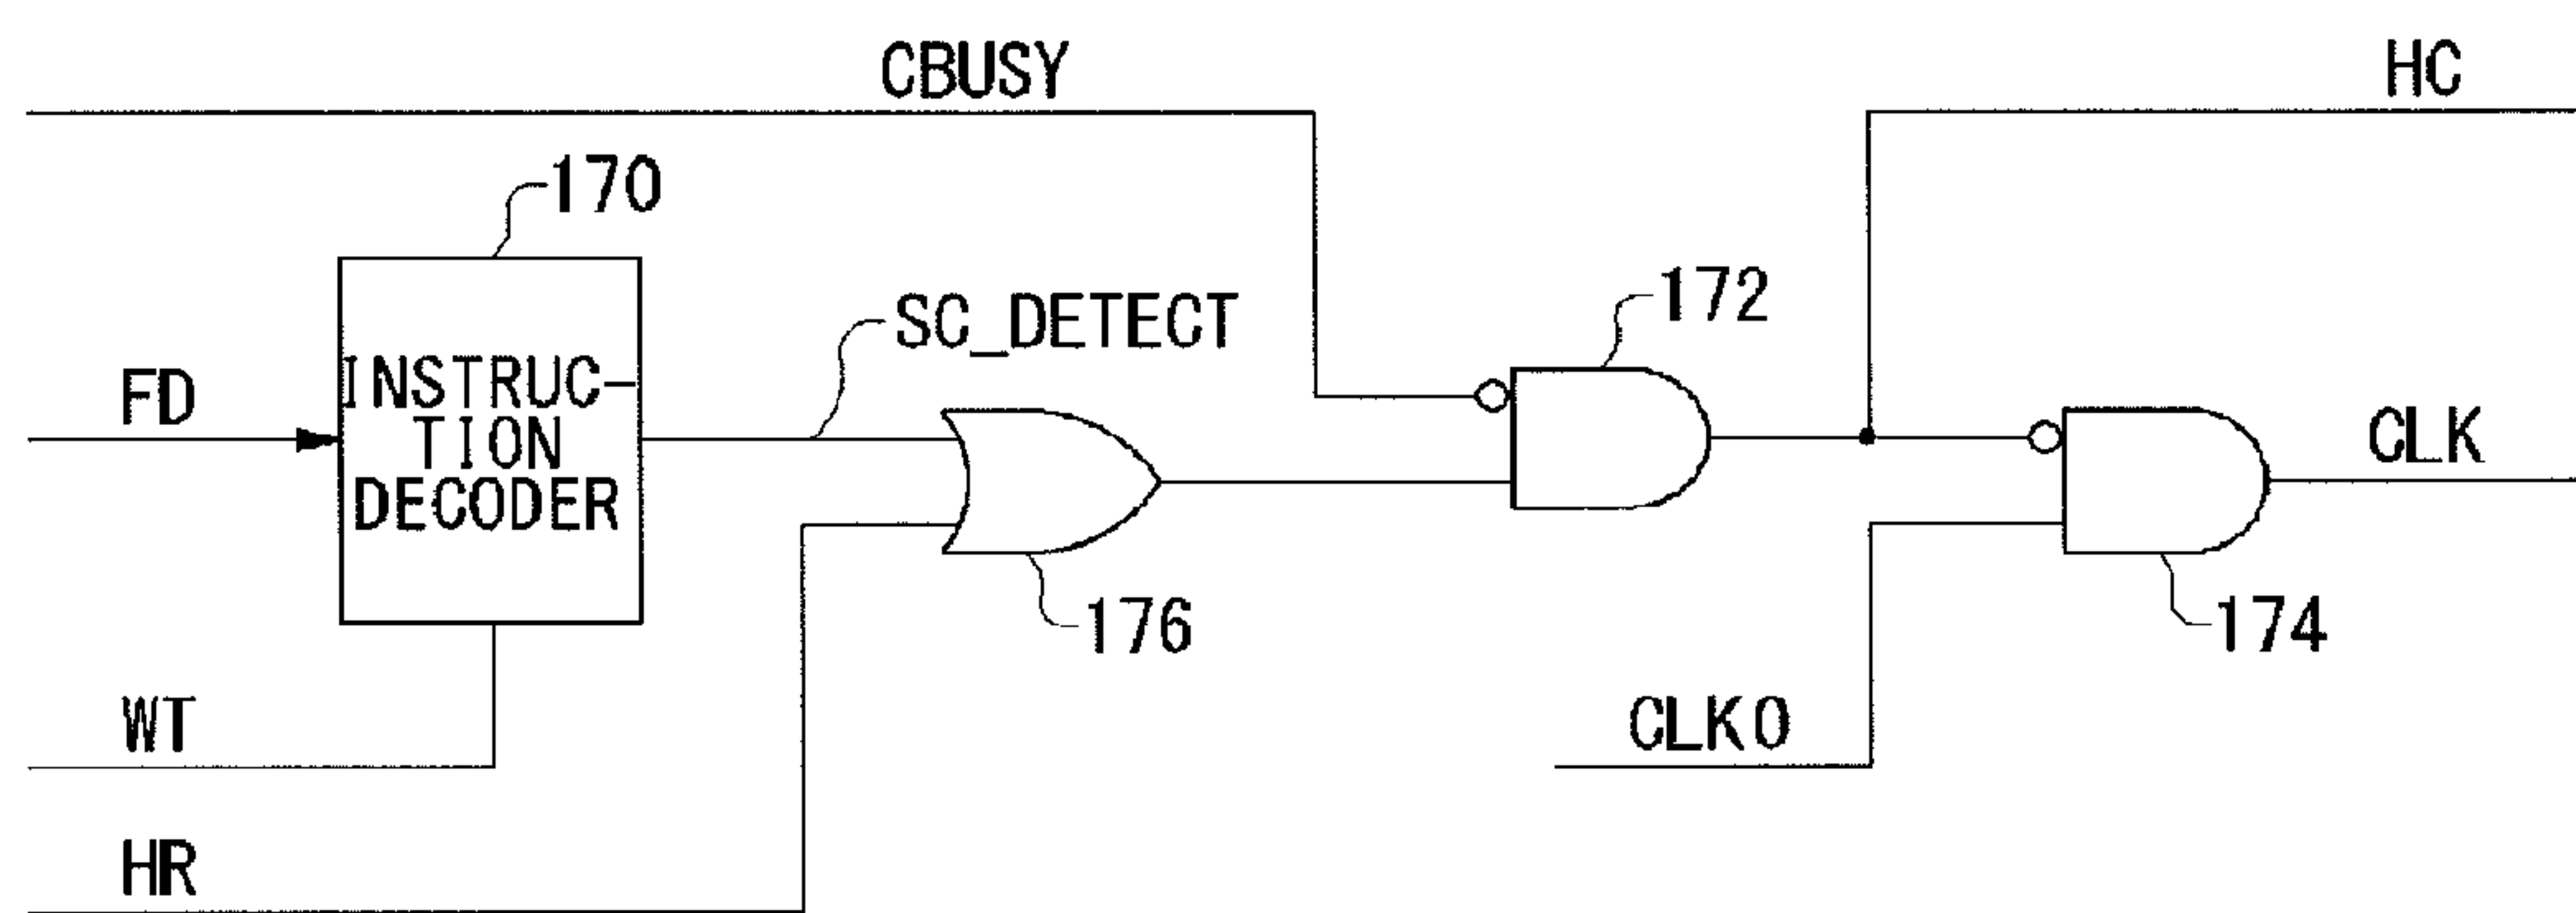 CBUSY
HC
170
SC_DETECT
172
FD
INSTRUC-
TION
DECODER
CLK
176
174
WT
CLK0
HR